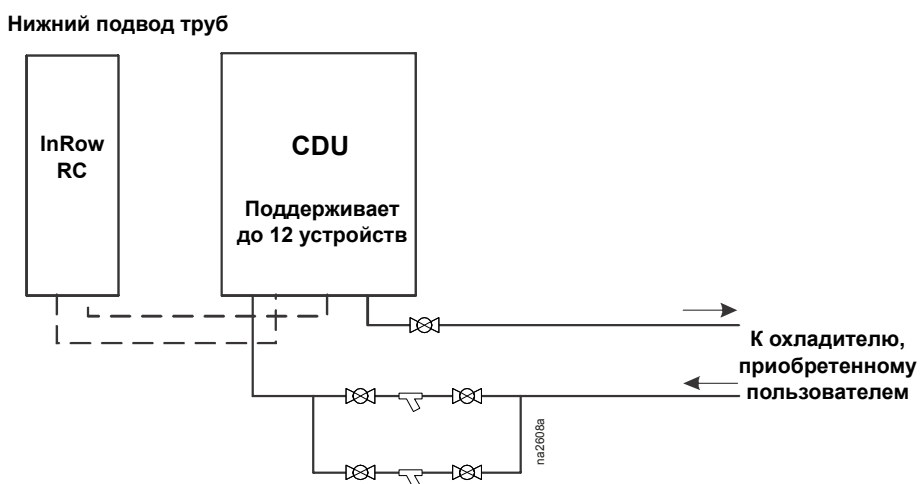 Нижний подвод труб
InRow
RC
CDU
Поддерживает
до 12 устройств
К охладителю,
приобретенному
пользователем
na2608a